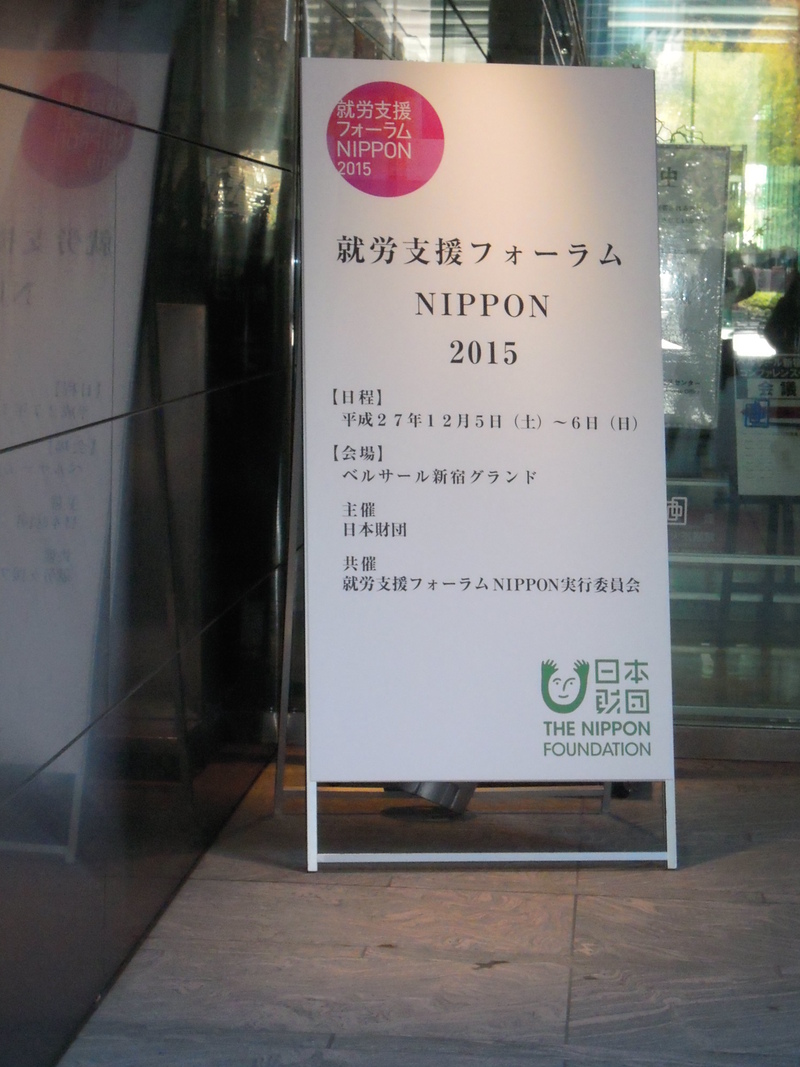 就労支援
フォーラム
NIPPON
2015
就労支援フォーラム
NIPPON
2015
【日程】
平成27年12月5日（土）～6日（日）
【会場】
ベルサール新宿グランド
主催
日本財団
共催
就労支援フォーラムNIPPON実行委員会
日本
財団
THE NIPPON
FOUNDATION
中
会議